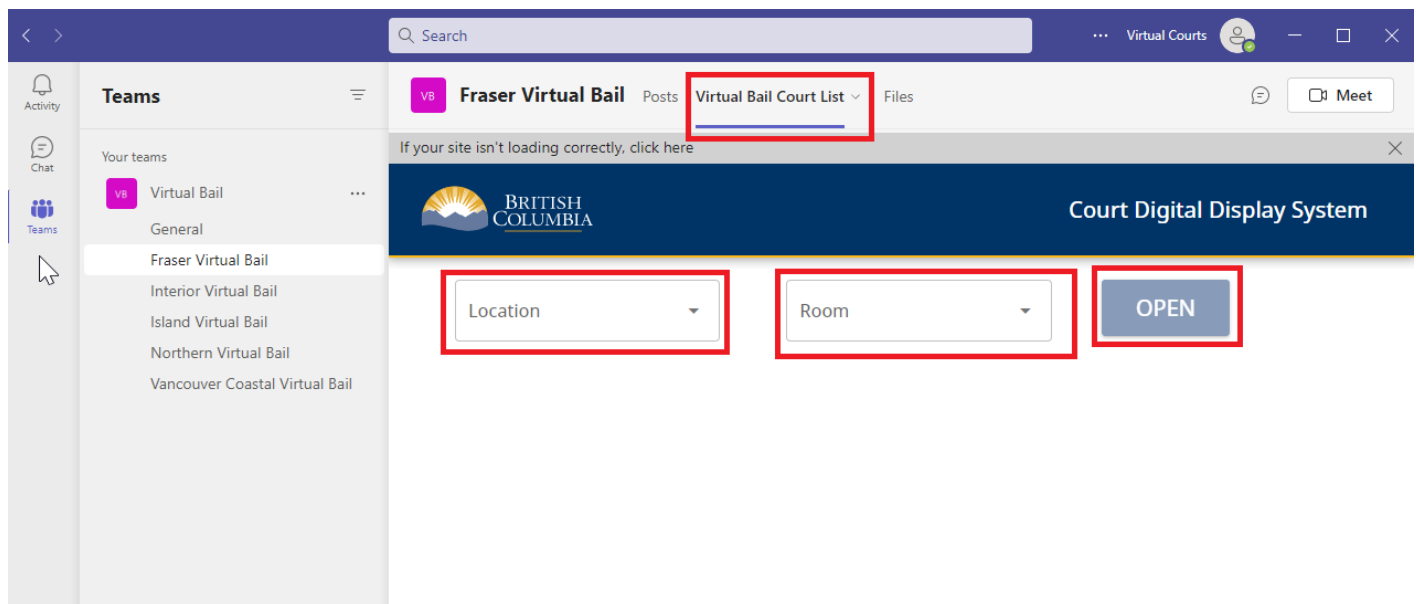 Search
Virtual Courts
Activity
Chat
Teams
Teams
Your teams
VB Virtual Bail
General
Fraser Virtual Bail
Interior Virtual Bail
Island Virtual Bail
Northern Virtual Bail
Vancouver Coastal Virtual Bail
VB Fraser Virtual Bail Posts Virtual Bail Court List Files Meet
If your site isn't loading correctly, click here
BRITISH
COLUMBIA
Court Digital Display System
Location Room OPEN